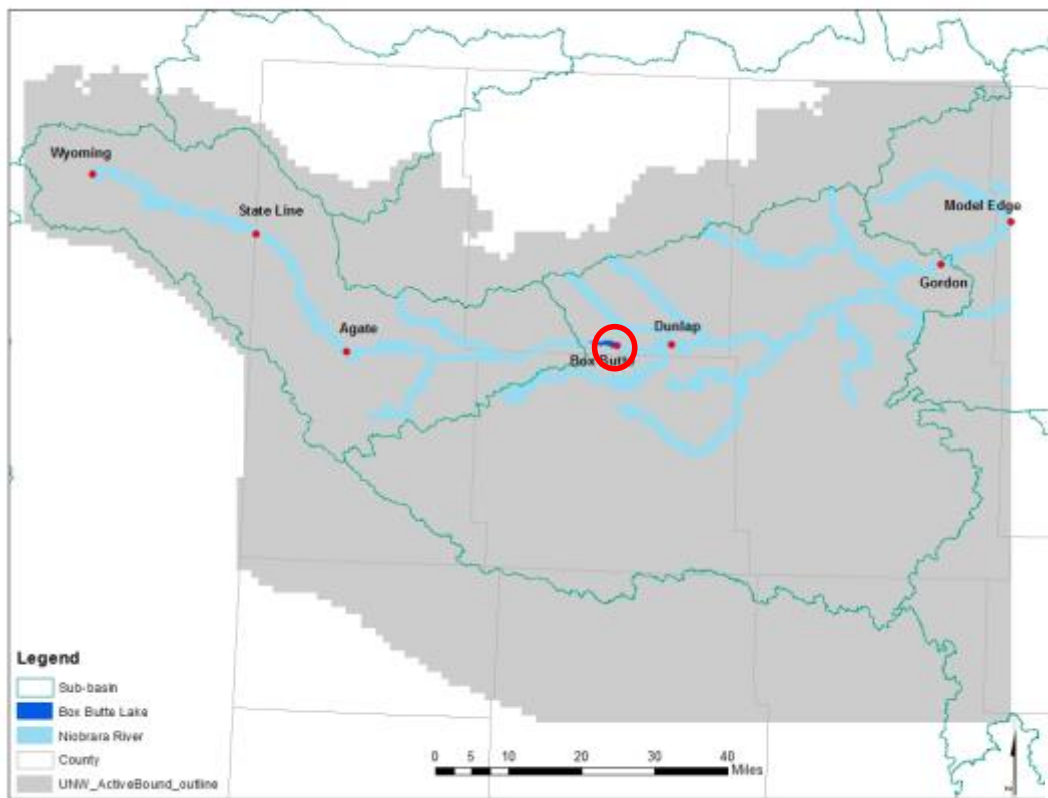 Wyoming
State Line
Model Edge
Gordon
Agate
Dunlap
Box Butte
Legend
Sub-basin
Box Butte Lake
Niobrara River
County
UNW_ActiveBound_outline
0 5 10 20 30 40
Miles